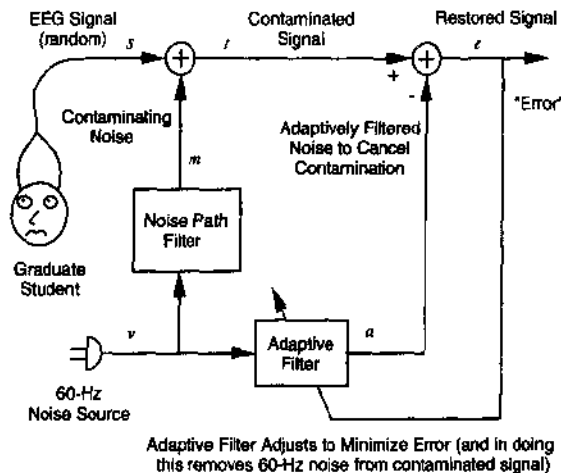 EEG Signal
(random)
s
t
Contaminated
Signal
Restored Signal
e
+
+
+
-
"Error"
Contaminating
Noise
m
Adaptively Filtered
Noise to Cancel
Contamination
Noise Path
Filter
Graduate
Student
v
Adaptive
Filter
a
60-Hz
Noise Source
Adaptive Filter Adjusts to Minimize Error (and in doing
this removes 60-Hz noise from contaminated signal)